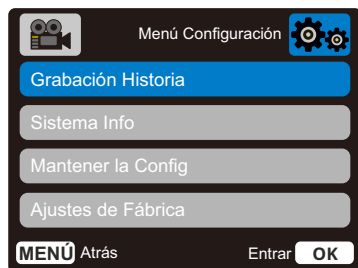 Menú Configuración
Grabación Historia
Sistema Info
Mantener la Config
Ajustes de Fábrica
MENÚ Atrás Entrar OK